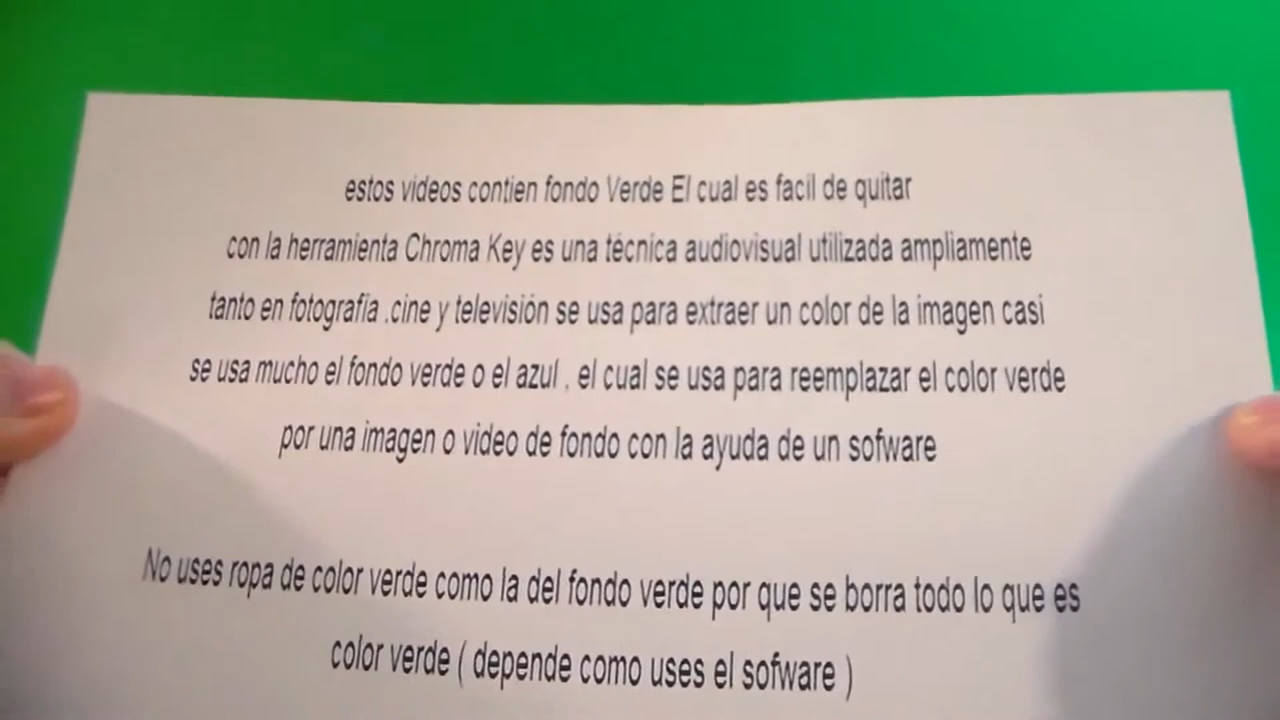 estos videos contien fondo Verde El cual es facil de quitar
con la herramienta Chroma Key es una técnica audiovisual utilizada ampliamente
tanto en fotografía .cine y televisión se usa para extraer un color de la imagen casi
se usa mucho el fondo verde o el azul , el cual se usa para reemplazar el color verde
por una imagen o video de fondo con la ayuda de un sofware
No uses ropa de color verde como la del fondo verde por que se borra todo lo que es
color verde ( depende como uses el sofware )